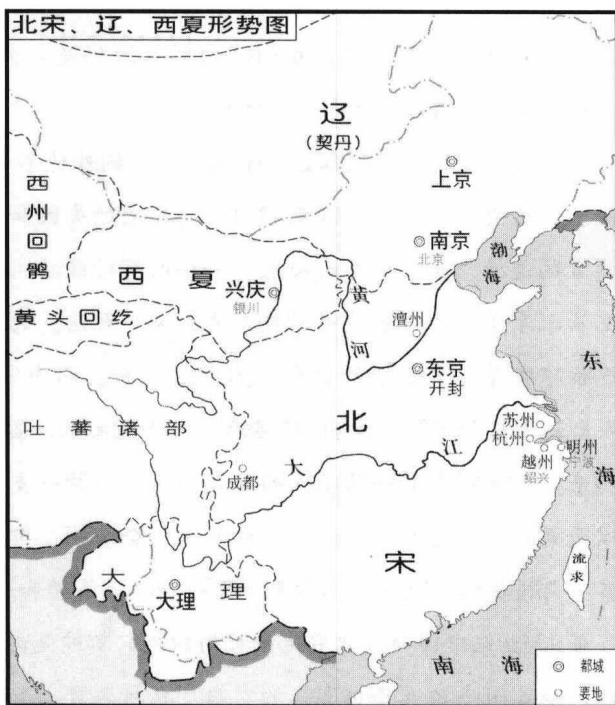 北宋、辽、西夏形势图
辽
(契丹)
上京
西州回鹘
南京
北京
渤海
西夏
兴庆
银川
黄河
澶州
黄头回纥
东京
开封
东海
吐蕃诸部
北宋
苏州
杭州
明州
宁波
越州
绍兴
成都
大江
大理
大理
流求
南海
都城
要地